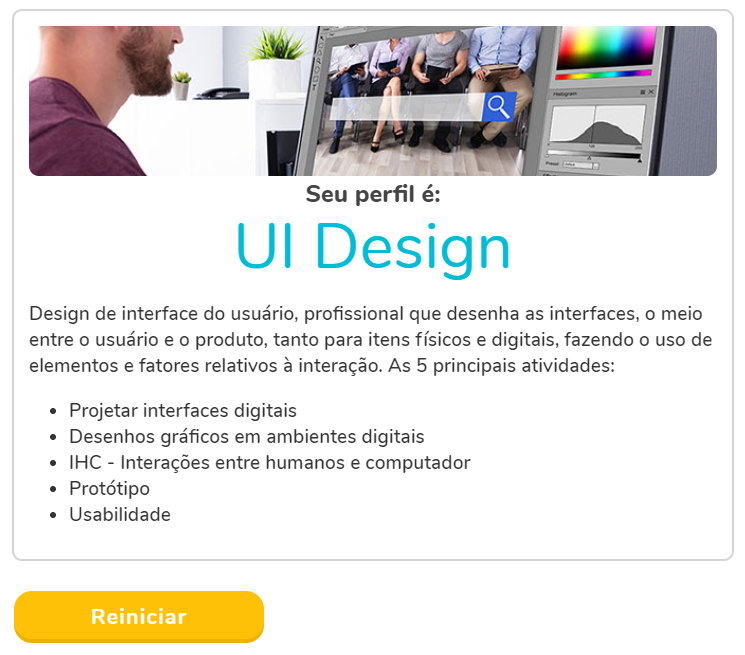 Histogram
Seu perfil é:
UI Design
Design de interface do usuário, profissional que desenha as interfaces, o meio
entre o usuário e o produto, tanto para itens físicos e digitais, fazendo o uso de
elementos e fatores relativos à interação. As 5 principais atividades:
Projetar interfaces digitais
Desenhos gráficos em ambientes digitais
IHC - Interações entre humanos e computador
Protótipo
Usabilidade
Reiniciar